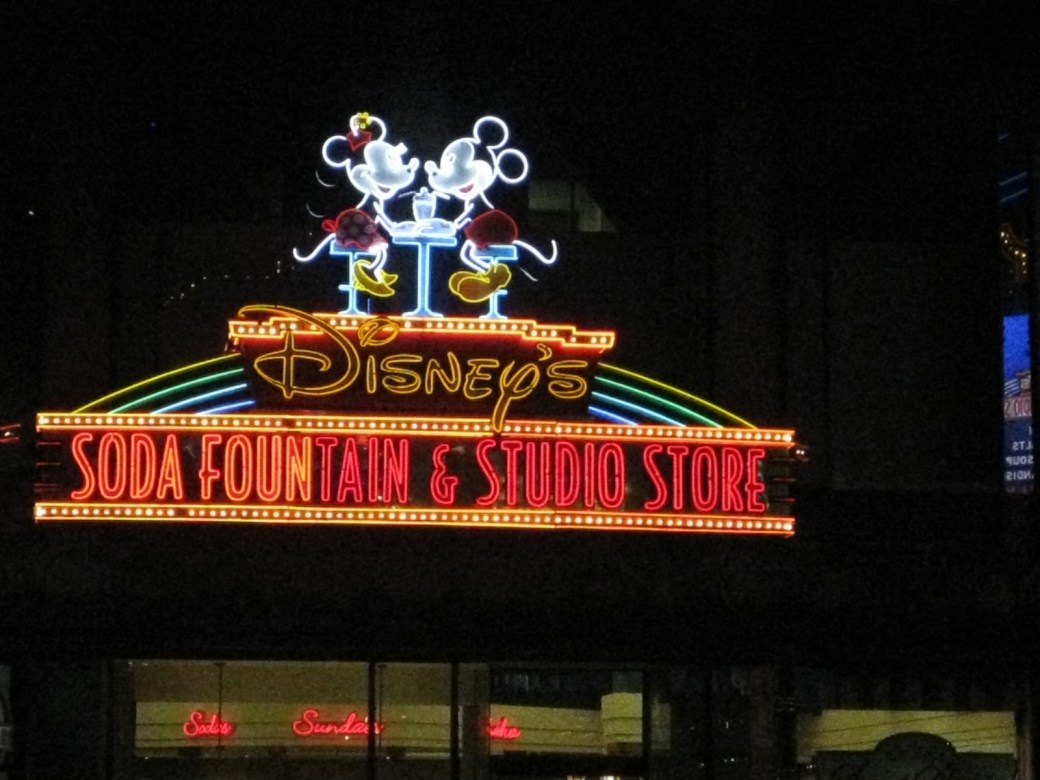 Disney's
SODA FOUNTAIN & STUDIO STORE
Sodas Sundaes